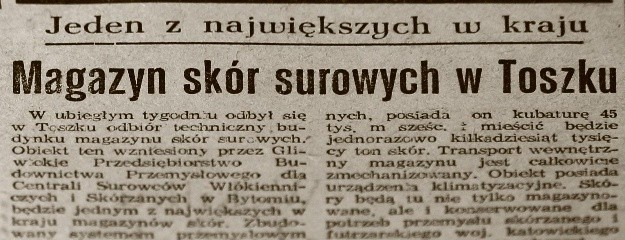 Jeden z największych w kraju
Magazyn skór surowych w Toszku
W ubiegłym tygodniu odbył się
w Toszku odbiór techniczny bu-
dynku magazynu skór surowych.
Obiekt ten wzniesiony przez Gli-
wickie Przedsiębiorstwo Bu-
downictwa Przemysłowego dla
Centrali Surowców Włókienni-
czych i Skórzanych w Bytomiu,
będzie jednym z największych w
kraju magazynów skór. Zbudo-
wany systemem przemysłowym
nych, posiada on kubaturę 45
tys. m sześc. i mieścić będzie
jednorazowo kilkadziesiąt tysię-
cy ton skór. Transport wewnętrz-
ny magazynu jest całkowicie
zmechanizowany. Obiekt posiada
urządzenia klimatyzacyjne. Skó-
ry będą tu nie tylko magazyno-
wane, ale i konserwowane dla
potrzeb przemysłu skórzanego i
futrzarskiego woj. katowickiego